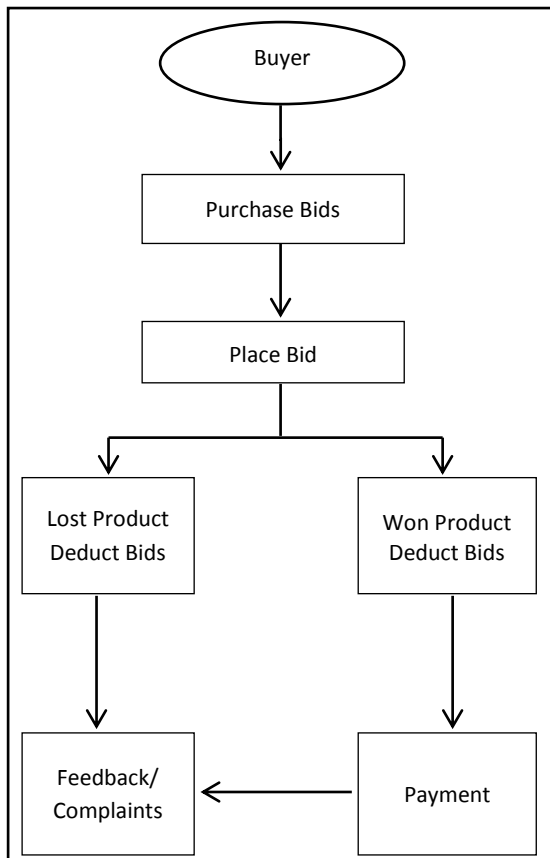 Buyer
Purchase Bids
Place Bid
Lost Product
Deduct Bids
Won Product
Deduct Bids
Feedback/
Complaints
Payment